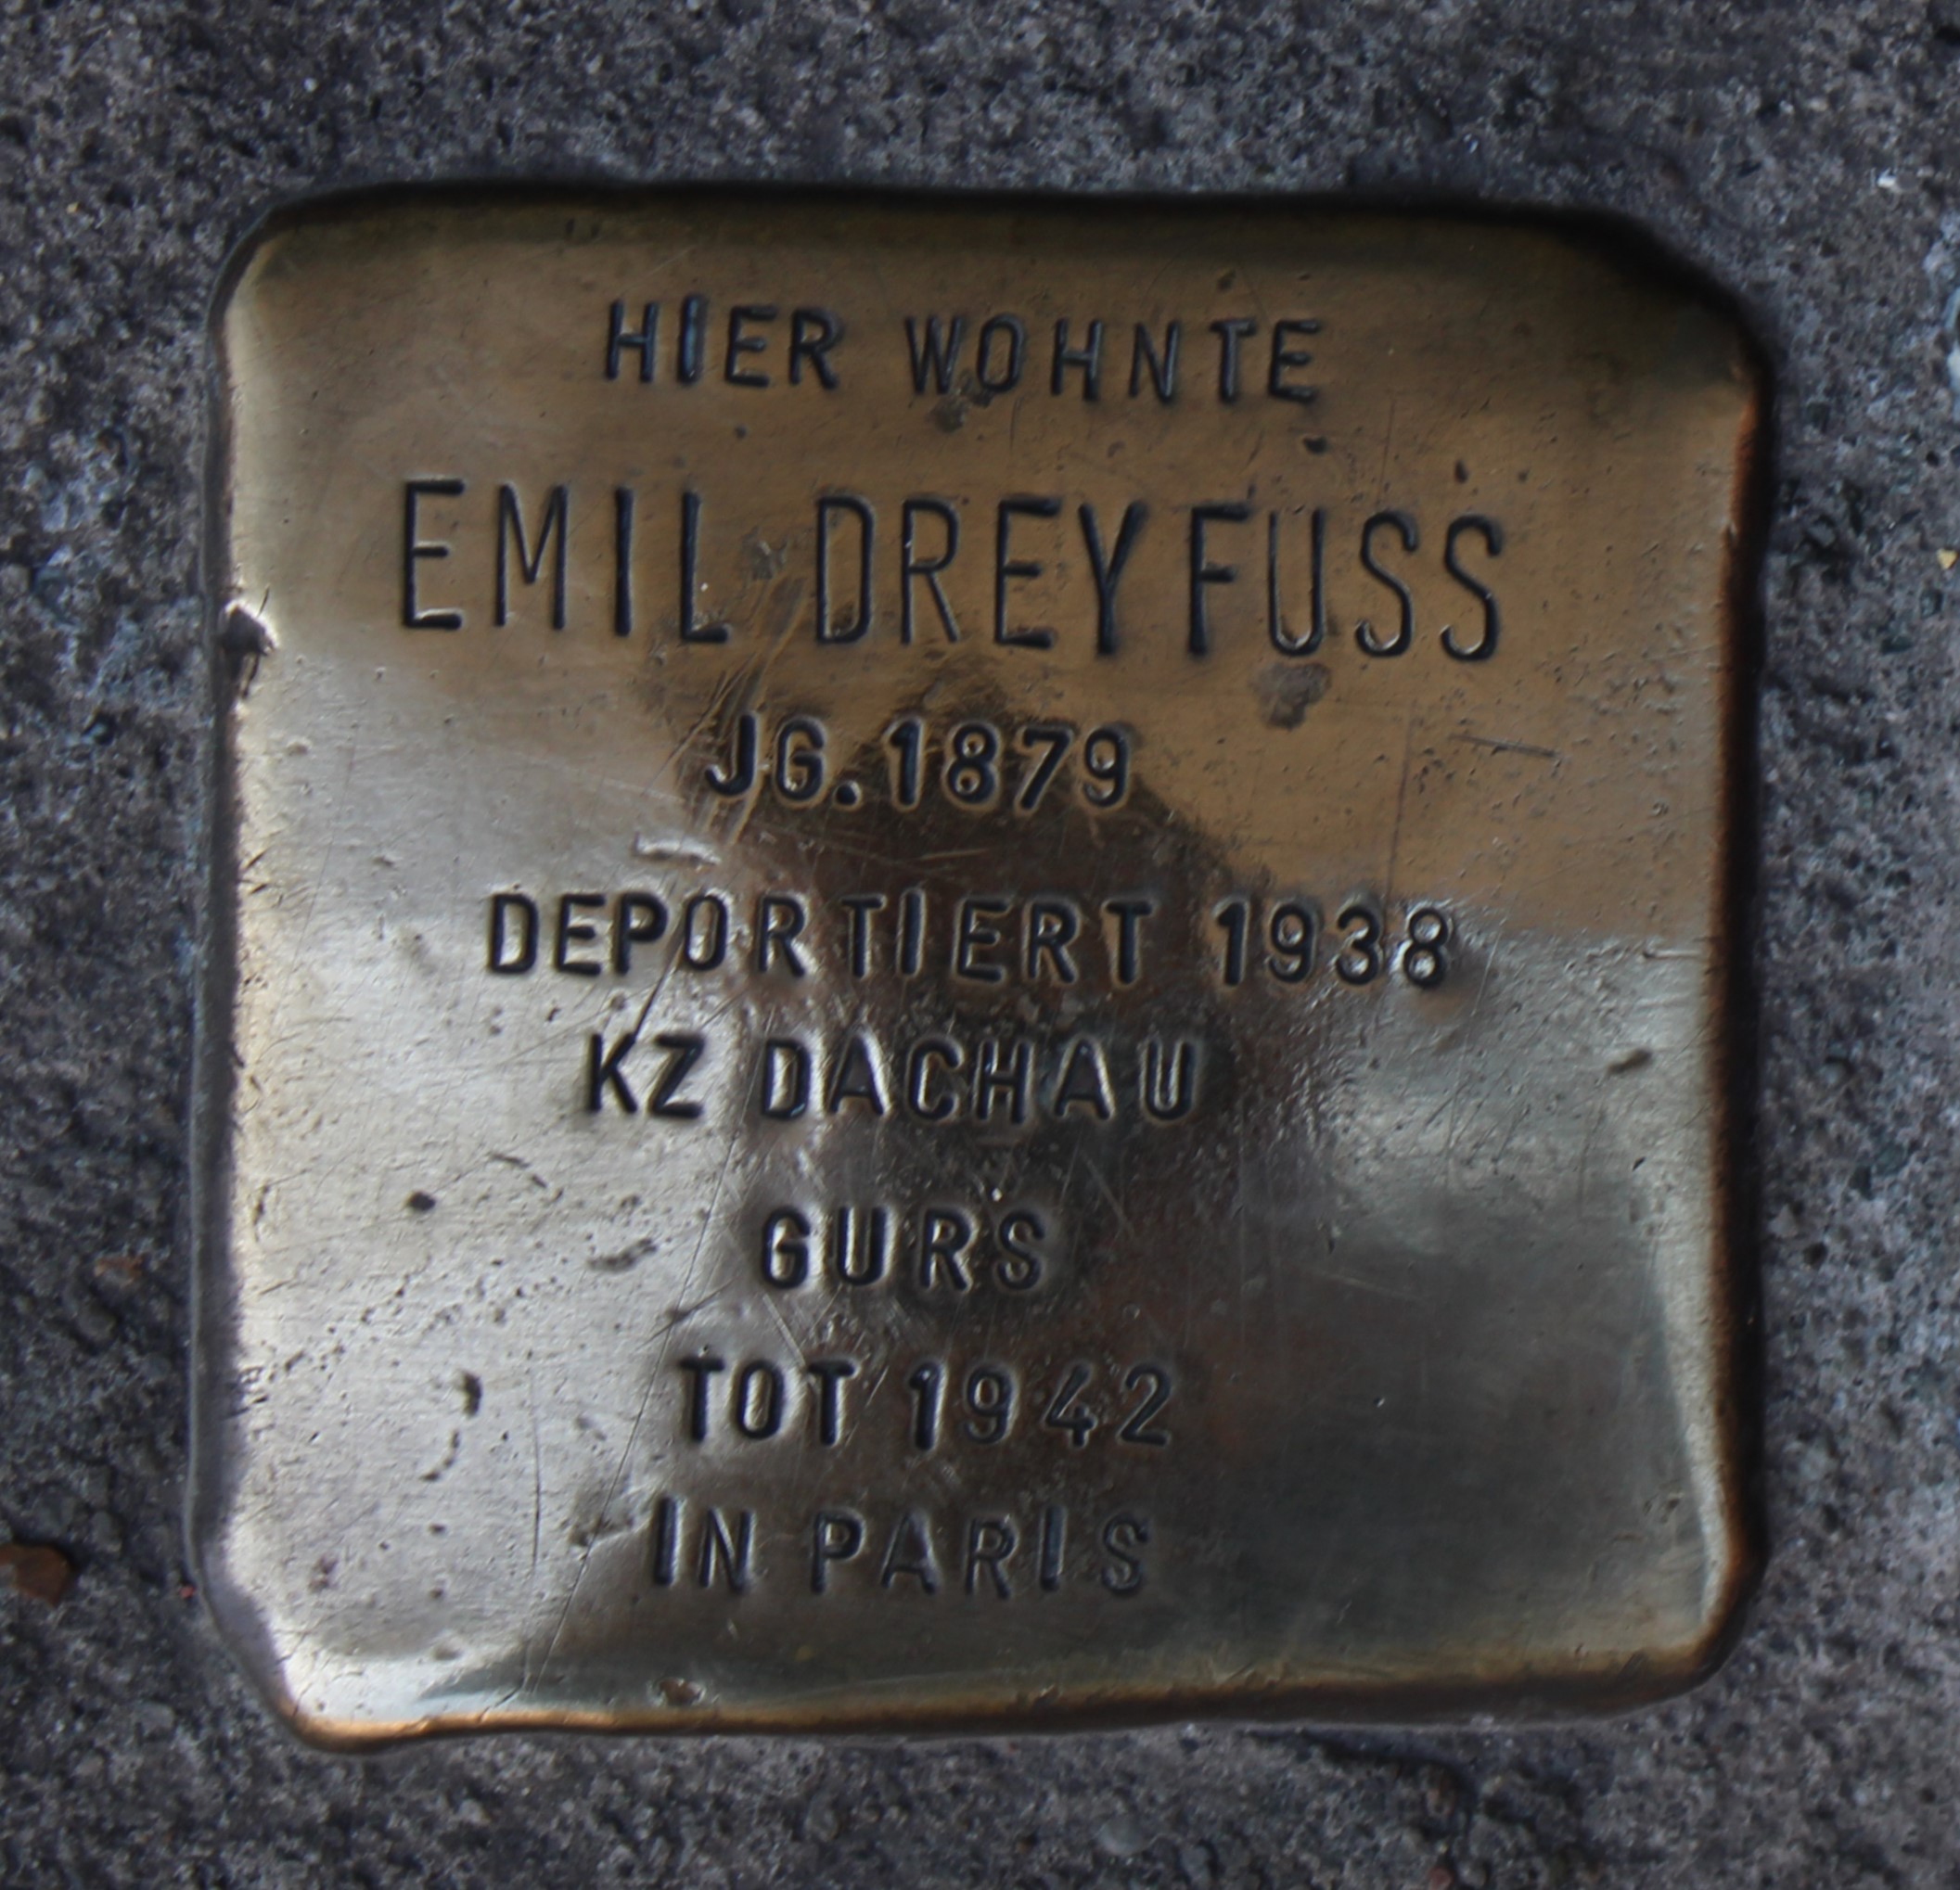 HIER WOHNTE
EMIL DREYFUSS
JG.1879
DEPORTIERT 1938
KZ DACHAU
GURS
TOT 1942
IN PARIS